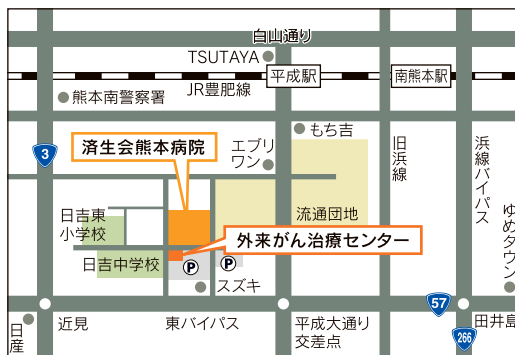 白山通り
TSUTAYA
平成駅
南熊本駅
JR豊肥線
熊本南警察署
もち吉
エブリ
ワン
済生会熊本病院
3
旧浜線
浜線バイパス
ゆめタウン
日吉東
小学校
流通団地
外来がん治療センター
日吉中学校
P
P
スズキ
57
日産
近見
東バイパス
平成大通り
交差点
田井島
266